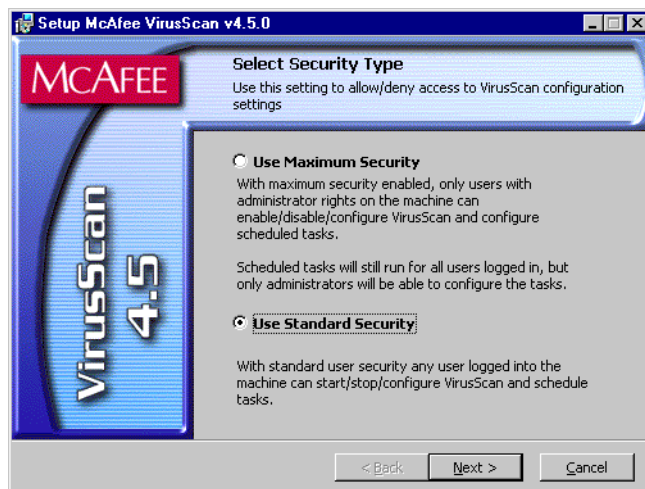 Setup McAfee VirusScan v4.5.0
McAFEE
Select Security Type
Use this setting to allow/deny access to VirusScan configuration
settings
VirusScan
4.5
Use Maximum Security
With maximum security enabled, only users with
administrator rights on the machine can
enable/disable/configure VirusScan and configure
scheduled tasks.
Scheduled tasks will still run for all users logged in, but
only administrators will be able to configure the tasks.
Use Standard Security
With standard user security any user logged into the
machine can start/stop/configure VirusScan and schedule
tasks.
< Back
Next >
Cancel